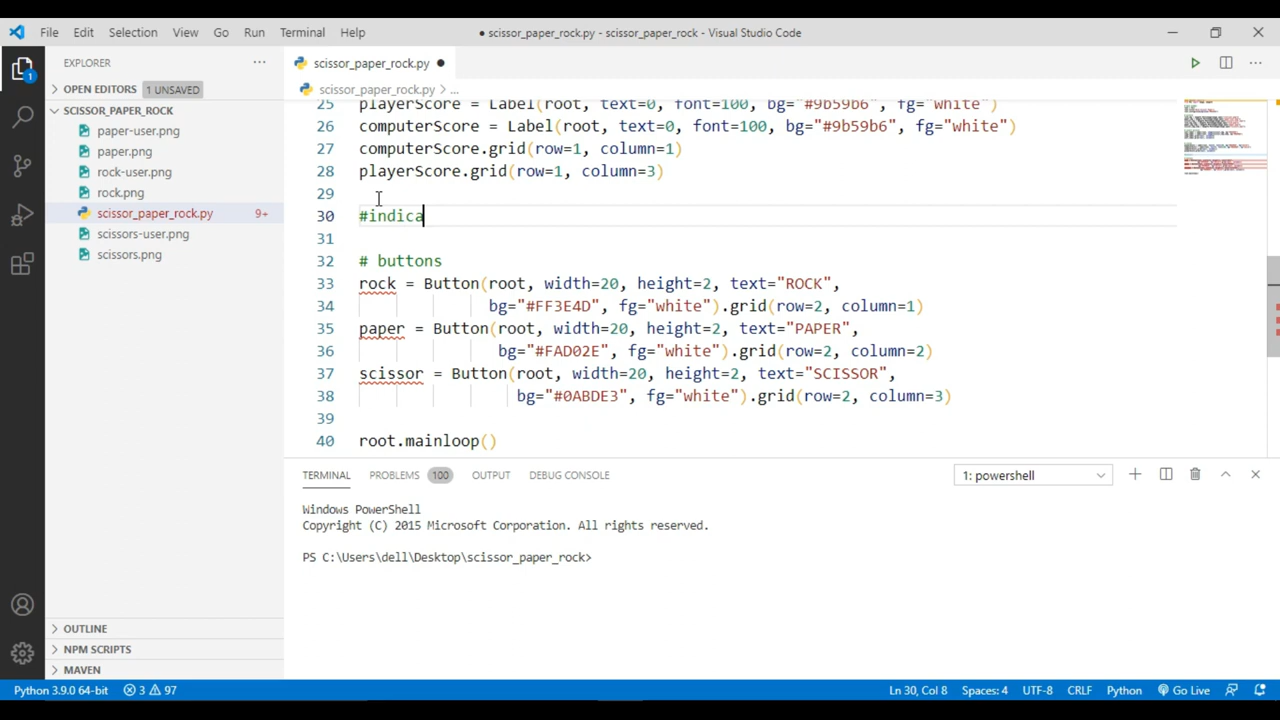 File Edit Selection View Go Run Terminal Help
● scissor_paper_rock.py - scissor_paper_rock - Visual Studio Code
EXPLORER
scissor_paper_rock.py
OPEN EDITORS 1 UNSAVED
scissor_paper_rock.py > ...
SCISSOR_PAPER_ROCK
paper-user.png
paper.png
rock-user.png
rock.png
scissor_paper_rock.py 9+
scissors-user.png
scissors.png
OUTLINE
NPM SCRIPTS
MAVEN
1
25 playerScore = Label(root, text=0, font=100, bg="#9b59b6", fg="white")
26 computerScore = Label(root, text=0, font=100, bg="#9b59b6", fg="white")
27 computerScore.grid(row=1, column=1)
28 playerScore.grid(row=1, column=3)
29
30 #indica
31
32 # buttons
33 rock = Button(root, width=20, height=2, text="ROCK",
34 bg="#FF3E4D", fg="white").grid(row=2, column=1)
35 paper = Button(root, width=20, height=2, text="PAPER",
36 bg="#FAD02E", fg="white").grid(row=2, column=2)
37 scissor = Button(root, width=20, height=2, text="SCISSOR",
38 bg="#0ABDE3", fg="white").grid(row=2, column=3)
39
40 root.mainloop()
TERMINAL PROBLEMS 100 OUTPUT DEBUG CONSOLE 1: powershell
Windows PowerShell
Copyright (C) 2015 Microsoft Corporation. All rights reserved.
PS C:\Users\dell\Desktop\scissor_paper_rock>
Python 3.9.0 64-bit 3 97 Ln 30, Col 8 Spaces: 4 UTF-8 CRLF Python Go Live